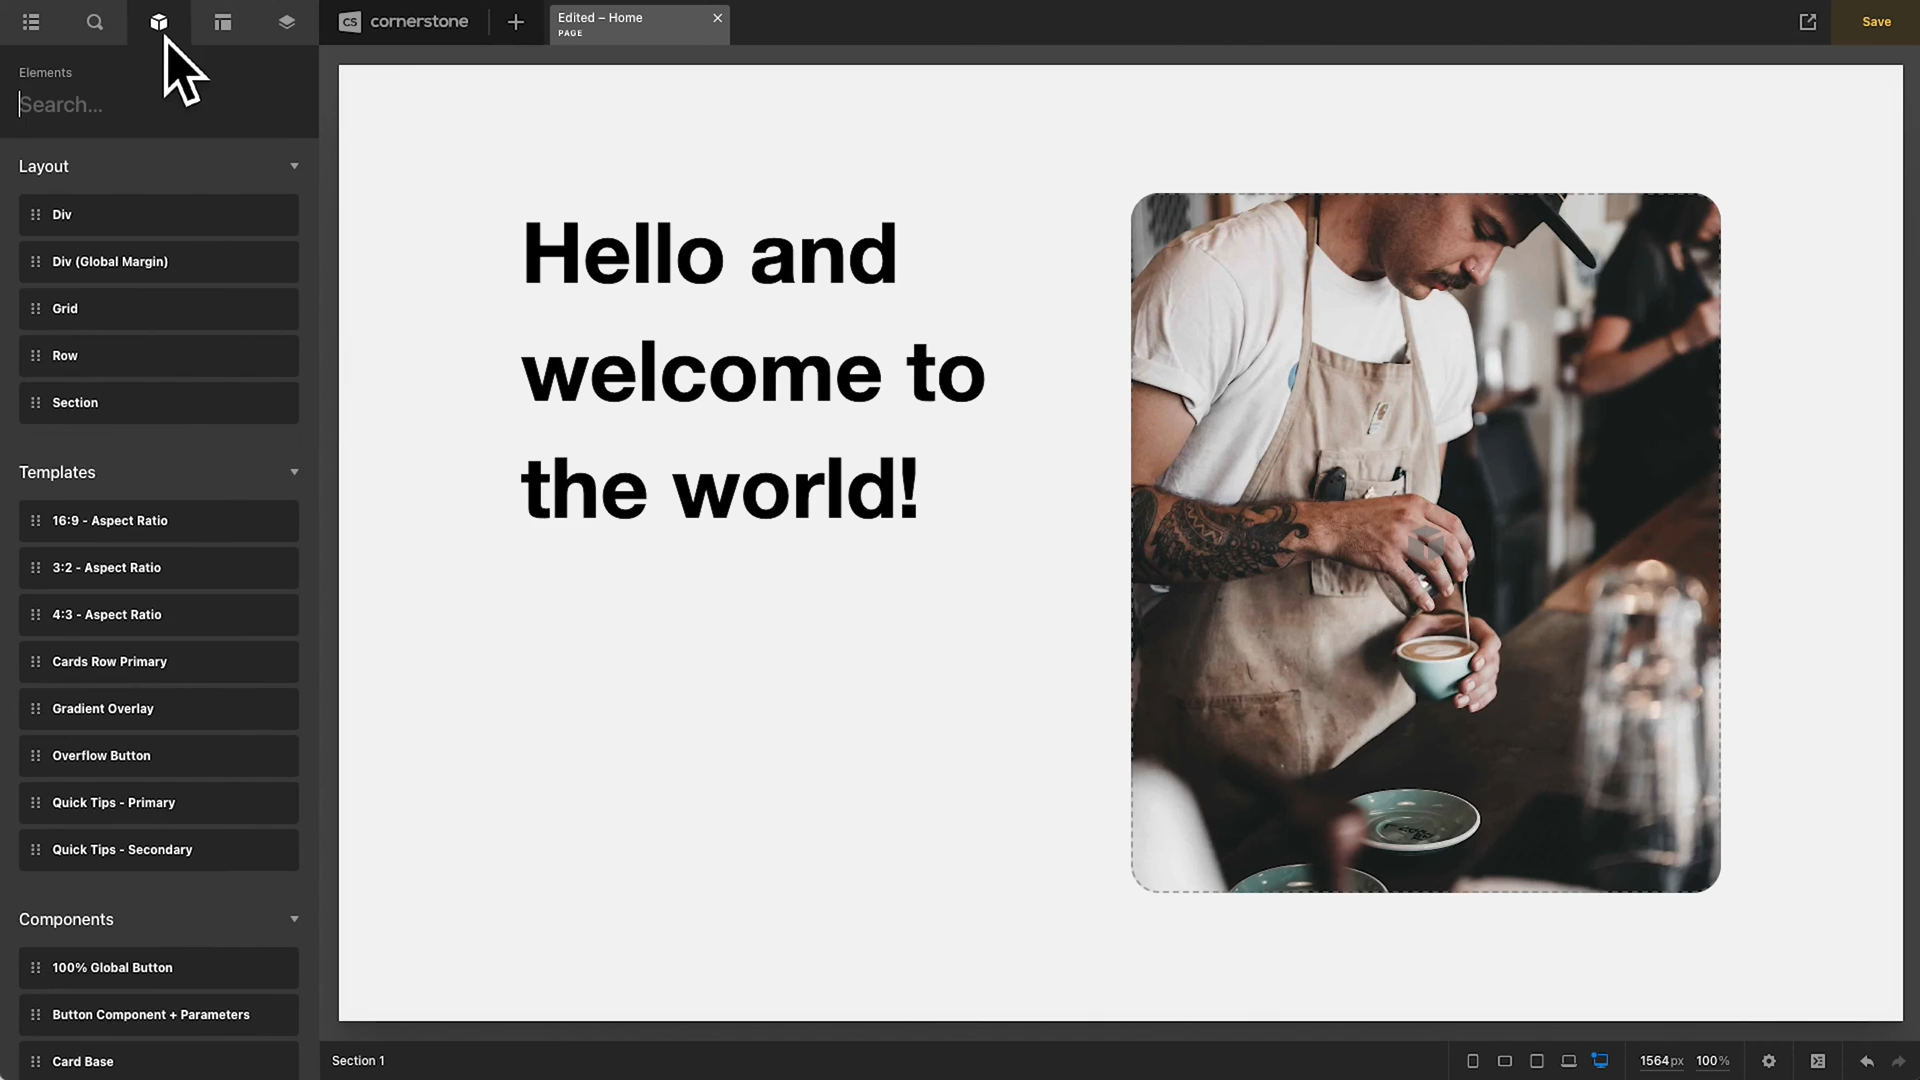 CS cornerstone
Edited – Home
PAGE
Save
Elements
Search...
Layout
Div
Div (Global Margin)
Grid
Row
Section
Templates
16:9 - Aspect Ratio
3:2 - Aspect Ratio
4:3 - Aspect Ratio
Cards Row Primary
Gradient Overlay
Overflow Button
Quick Tips - Primary
Quick Tips - Secondary
Components
100% Global Button
Button Component + Parameters
Card Base
Hello and
welcome to
the world!
Section 1
1564px
100%